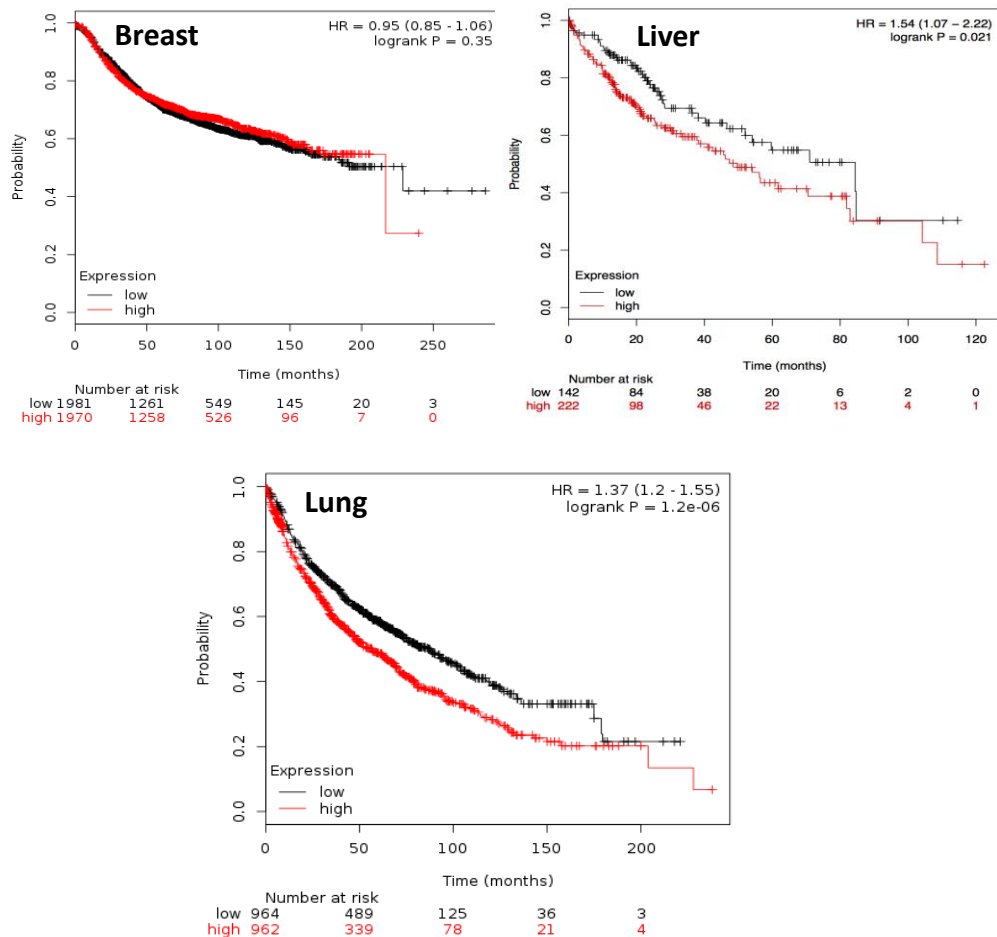 Breast
HR = 0.95 (0.85 - 1.06)
logrank P = 0.35
Probability
1.0
0.8
0.6
0.4
0.2
0.0
Expression
low
high
0 50 100 150 200 250
Time (months)
Number at risk
low 1981 1261 549 145 20 3
high 1970 1258 526 96 7 0
Liver
HR = 1.54 (1.07 − 2.22)
logrank P = 0.021
Probability
1.0
0.8
0.6
0.4
0.2
0.0
Expression
low
high
0 20 40 60 80 100 120
Time (months)
Number at risk
low 142 84 38 20 6 2 0
high 222 98 46 22 13 4 1
Lung
HR = 1.37 (1.2 - 1.55)
logrank P = 1.2e-06
Probability
1.0
0.8
0.6
0.4
0.2
0.0
Expression
low
high
0 50 100 150 200
Time (months)
Number at risk
low 964 489 125 36 3
high 962 339 78 21 4